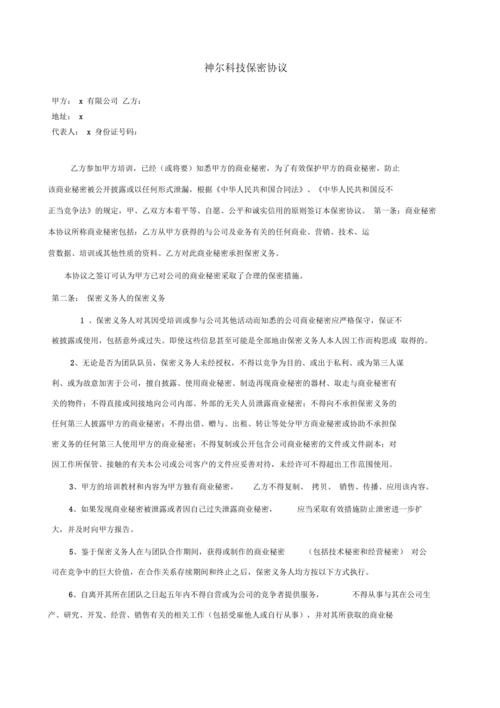 神尔科技保密协议
甲方： x 有限公司 乙方：
地址： x
代表人： x 身份证号码：
乙方参加甲方培训，已经（或将要）知悉甲方的商业秘密，为了有效保护甲方的商业秘密，防止
该商业秘密被公开披露或以任何形式泄漏，根据《中华人民共和国合同法》、《中华人民共和国反不
正当竞争法》的规定，甲、乙双方本着平等、自愿、公平和诚实信用的原则签订本保密协议。 第一条：商业秘密
本协议所称商业秘密包括：乙方从甲方获得的与公司及业务有关的任何商业、营销、技术、运
营数据、培训或其他性质的资料。乙方对此商业秘密承担保密义务。
本协议之签订可认为甲方已对公司的商业秘密采取了合理的保密措施。
第二条： 保密义务人的保密义务
1 、保密义务人对其因受培训或参与公司其他活动而知悉的公司商业秘密应严格保守，保证不
被披露或使用，包括意外或过失。即使这些信息甚至可能是全部地由保密义务人本人因工作而构思或 取得的。
2、无论是否为团队队员，保密义务人未经授权，不得以竞争为目的、或出于私利、或为第三人谋
利、或为故意加害于公司，擅自披露、使用商业秘密、制造再现商业秘密的器材、取走与商业秘密有
关的物件；不得直接或间接地向公司内部、外部的无关人员泄露商业秘密；不得向不承担保密义务的
任何第三人披露甲方的商业秘密；不得出借、赠与、出租、转让等处分甲方商业秘密或协助不承担保
密义务的任何第三人使用甲方的商业秘密；不得复制或公开包含公司商业秘密的文件或文件副本；对
因工作所保管、接触的有关本公司或公司客户的文件应妥善对待，未经许可不得超出工作范围使用。
3、甲方的培训教材和内容为甲方独有商业秘密， 乙方不得复制、 拷贝、 销售、传播、应用该内容。
4、如果发现商业秘密被泄露或者因自己过失泄露商业秘密， 应当采取有效措施防止泄密进一步扩
大，并及时向甲方报告。
5、鉴于保密义务人在与团队合作期间，获得或制作的商业秘密 （包括技术秘密和经营秘密） 对公
司在竞争中的巨大价值，在合作关系存续期间和终止之后，保密义务人均方按以下方式执行。
6、自离开其所在团队之日起五年内不得自营或为公司的竞争者提供服务， 不得从事与其在公司生
产、研究、开发、经营、销售有关的相关工作（包括受雇他人或自行从事），并对其所获取的商业秘